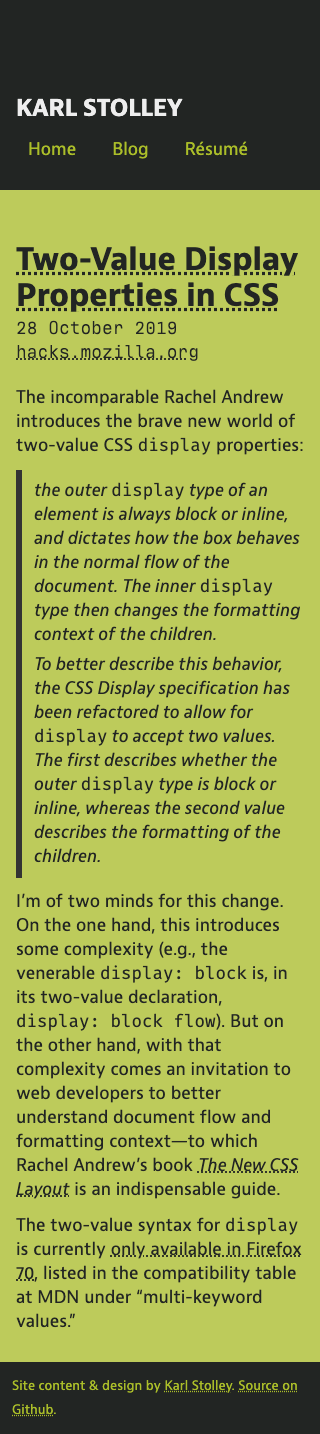 KARL STOLLEY
Home Blog Résumé
Two-Value Display
Properties in CSS
28 October 2019
hacks.mozilla.org
The incomparable Rachel Andrew
introduces the brave new world of
two-value CSS display properties:
the outer display type of an
element is always block or inline,
and dictates how the box behaves
in the normal flow of the
document. The inner display
type then changes the formatting
context of the children.
To better describe this behavior,
the CSS Display specification has
been refactored to allow for
display to accept two values.
The first describes whether the
outer display type is block or
inline, whereas the second value
describes the formatting of the
children.
I’m of two minds for this change.
On the one hand, this introduces
some complexity (e.g., the
venerable display: block is, in
its two-value declaration,
display: block flow). But on
the other hand, with that
complexity comes an invitation to
web developers to better
understand document flow and
formatting context—to which
Rachel Andrew’s book The New CSS
Layout is an indispensable guide.
The two-value syntax for display
is currently only available in Firefox
70, listed in the compatibility table
at MDN under “multi-keyword
values.”
Site content & design by Karl Stolley. Source on
Github.